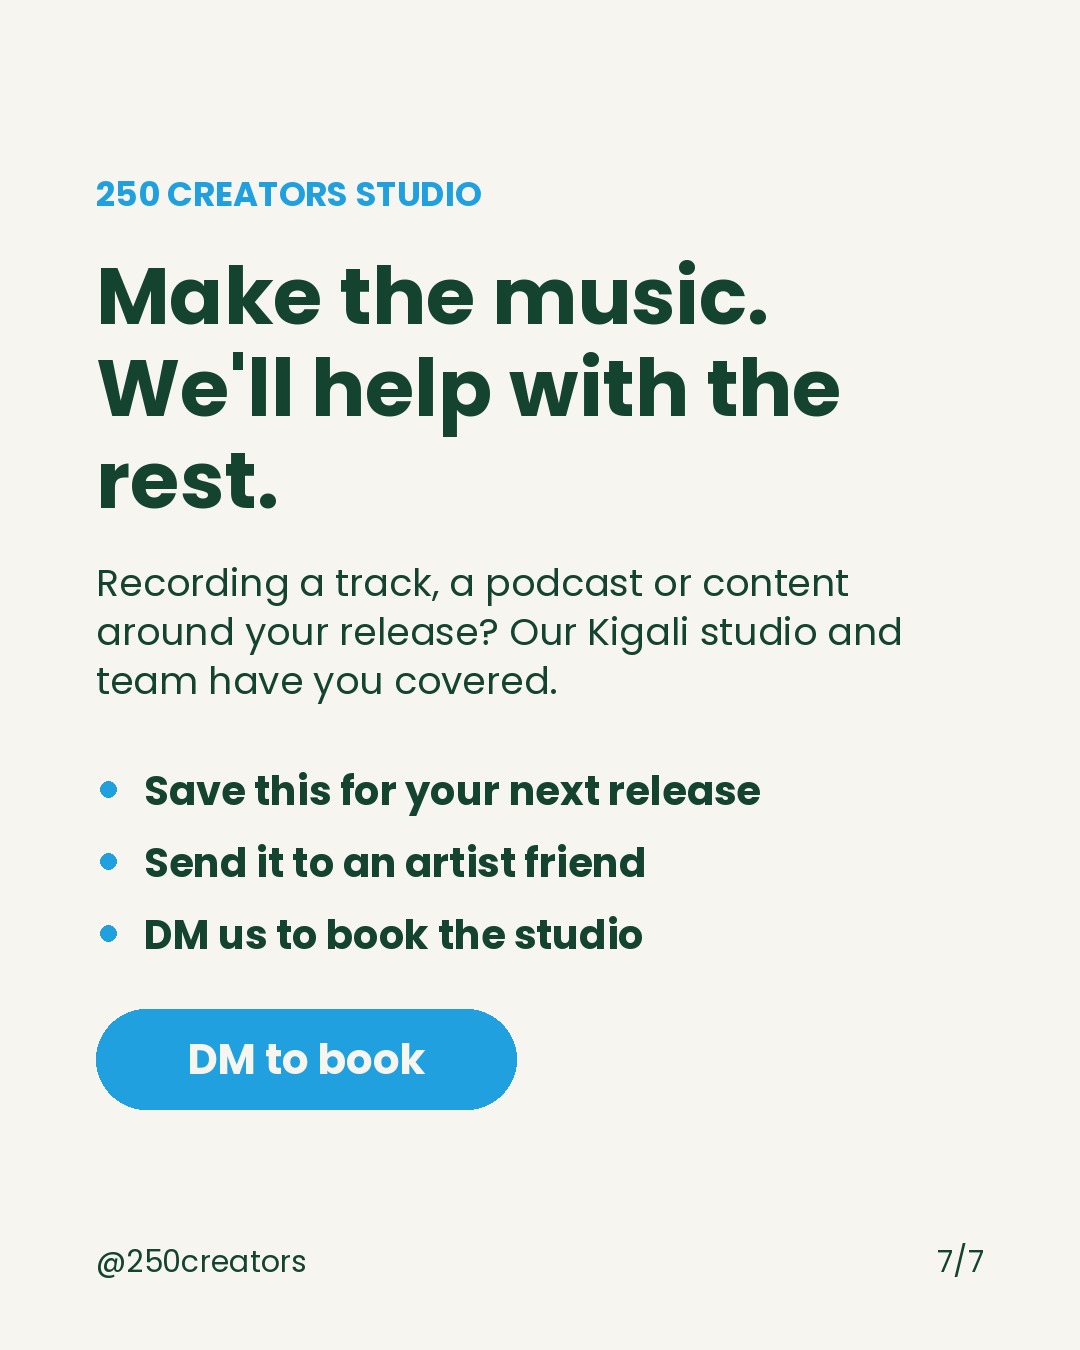 250 CREATORS STUDIO
Make the music.
We'll help with the
rest.
Recording a track, a podcast or content
around your release? Our Kigali studio and
team have you covered.
Save this for your next release
Send it to an artist friend
DM us to book the studio
DM to book
@250creators
7/7